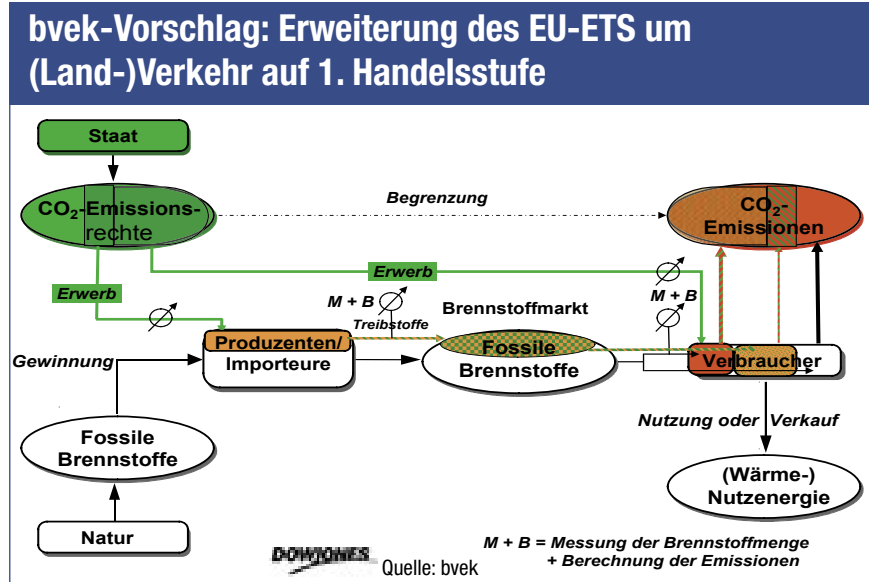 bvek-Vorschlag: Erweiterung des EU-ETS um
(Land-)Verkehr auf 1. Handelsstufe
Staat
CO₂-Emissions-
rechte
Begrenzung
CO₂-
Emissionen
Erwerb
Erwerb
M + B
Treibstoffe
Brennstoffmarkt
M + B
Gewinnung
Produzenten/
Importeure
Fossile
Brennstoffe
Verbraucher
Nutzung oder Verkauf
Fossile
Brennstoffe
(Wärme-)
Nutzenergie
Natur
DOWJONES Quelle: bvek
M + B = Messung der Brennstoffmenge
+ Berechnung der Emissionen